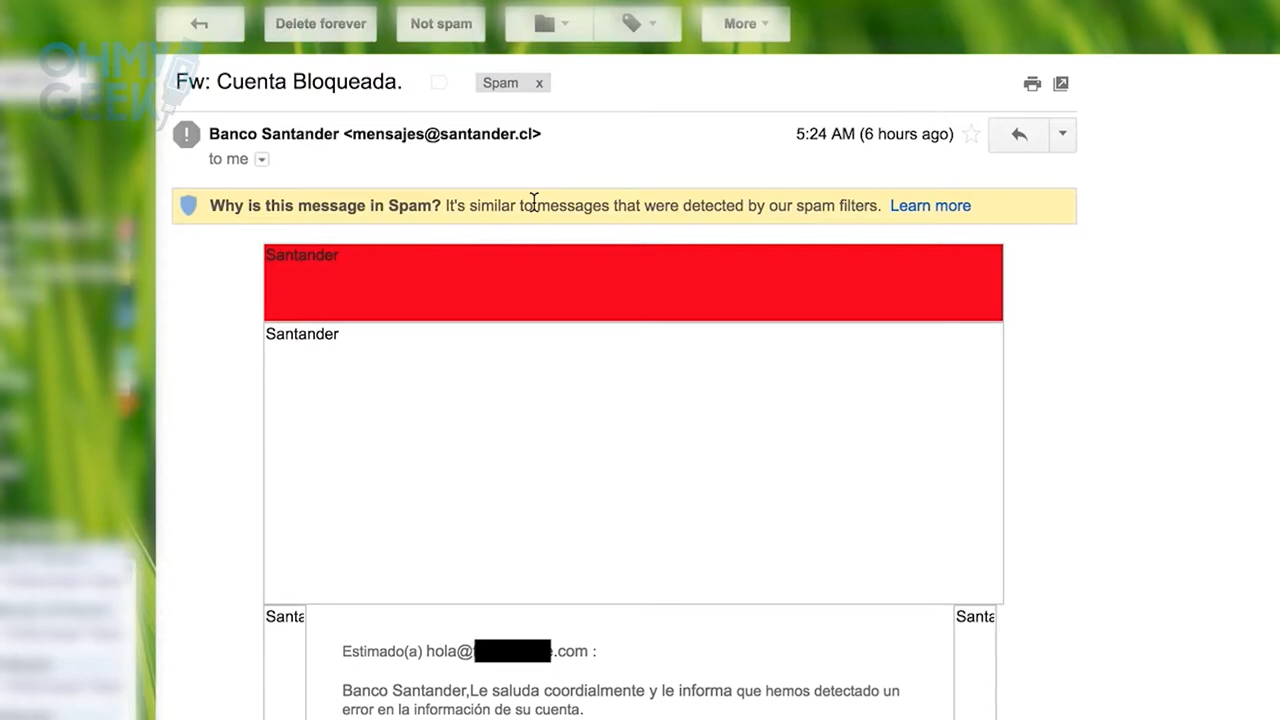 Delete forever Not spam More
OHMY
GEEK
Fw: Cuenta Bloqueada. Spam x
Banco Santander <mensajes@santander.cl> 5:24 AM (6 hours ago)
to me
Why is this message in Spam? It's similar to messages that were detected by our spam filters. Learn more
Santander
Santander
Santa Santa
Estimado(a) hola@ .com :
Banco Santander,Le saluda coordialmente y le informa que hemos detectado un
error en la información de su cuenta.